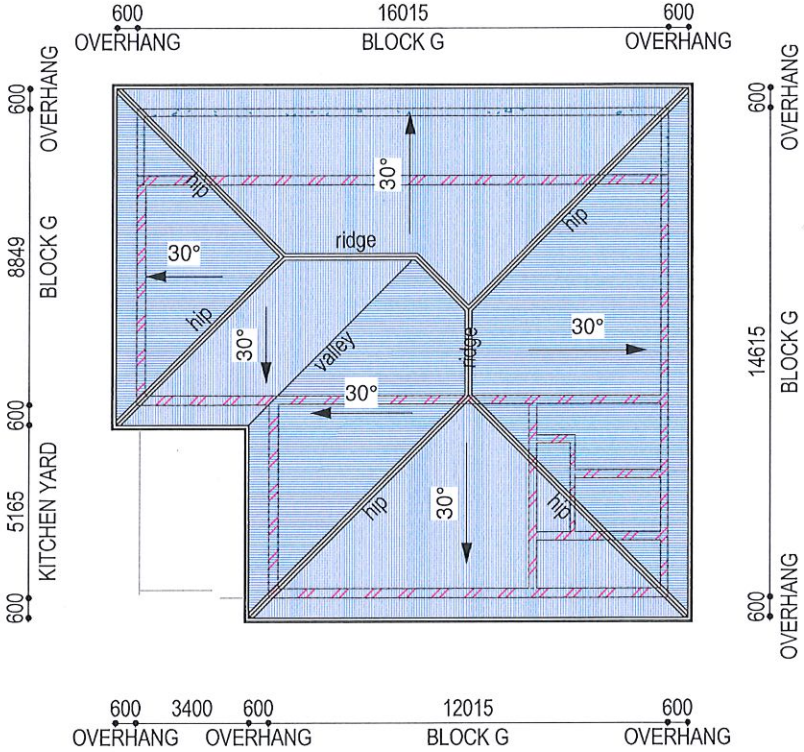 600 16015 600
OVERHANG BLOCK G OVERHANG
600 OVERHANG
8849 BLOCK G
600
5165 KITCHEN YARD
600
600 OVERHANG
14615 BLOCK G
600 OVERHANG
hip
30°
hip
ridge
30°
hip
30°
30°
valley
ridge
30°
30°
hip
30°
hip
600 3400 600 12015 600
OVERHANG OVERHANG BLOCK G OVERHANG